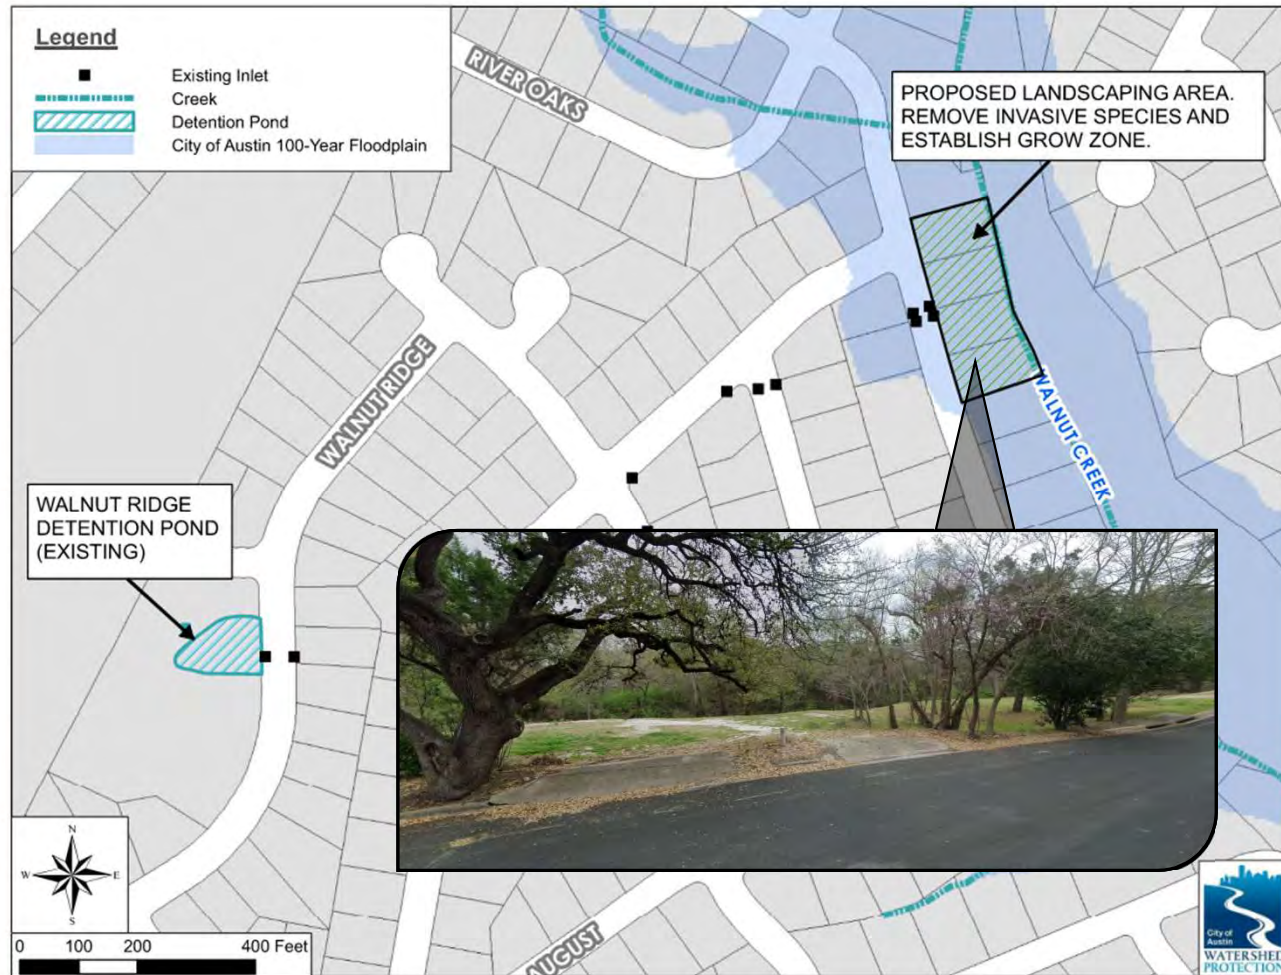 Legend
Existing Inlet
Creek
Detention Pond
City of Austin 100-Year Floodplain
RIVER OAKS
PROPOSED LANDSCAPING AREA.
REMOVE INVASIVE SPECIES AND
ESTABLISH GROW ZONE.
WALNUT RIDGE
WALNUT CREEK
WALNUT RIDGE
DETENTION POND
(EXISTING)
N
W E
S
0 100 200 400 Feet
AUGUST
City of
Austin
WATERSHED
PROTECTION